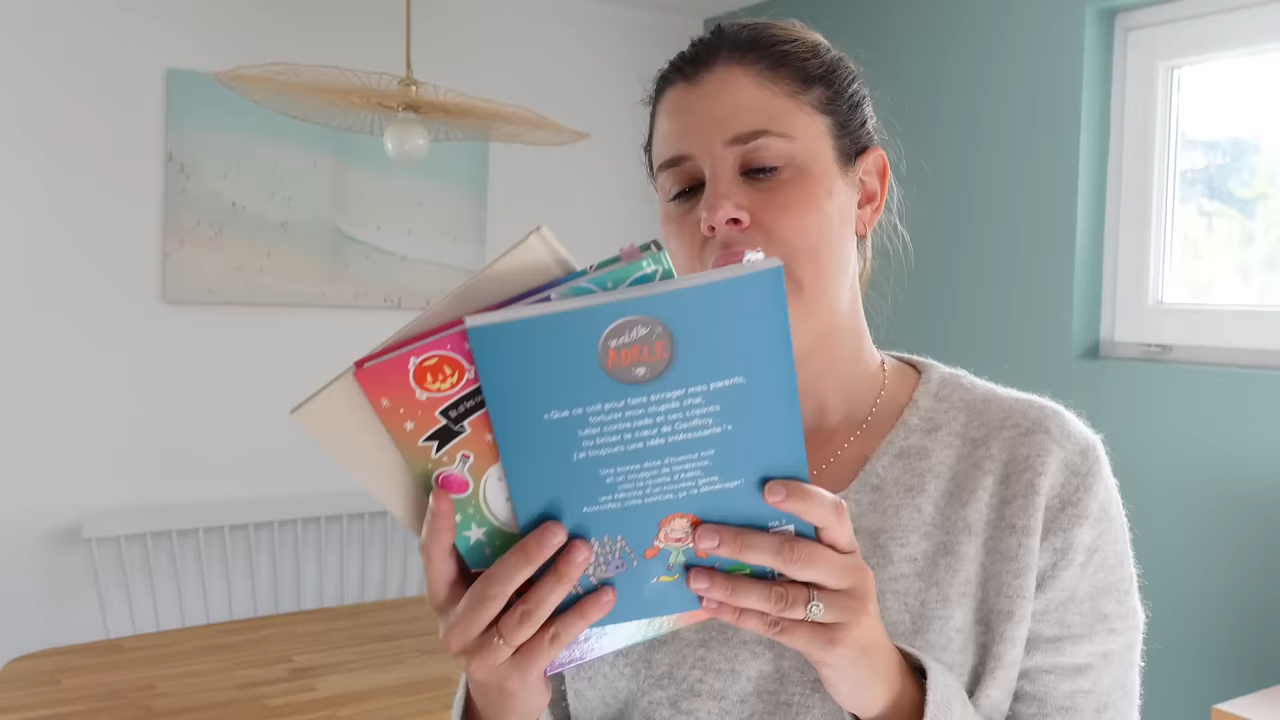 mortelle
ADÈLE
« Que ce soit pour faire enrager mes parents,
torturer mon stupide chat,
lutter contre Jade et ses copines
ou briser le cœur de Geoffroy,
j'ai toujours une idée intéressante ! »
Une bonne dose d'humour noir
et un soupçon de tendresse,
voici la recette d'Adèle,
une héroïne d'un nouveau genre.
Accrochez votre ceinture, ça va déménager !